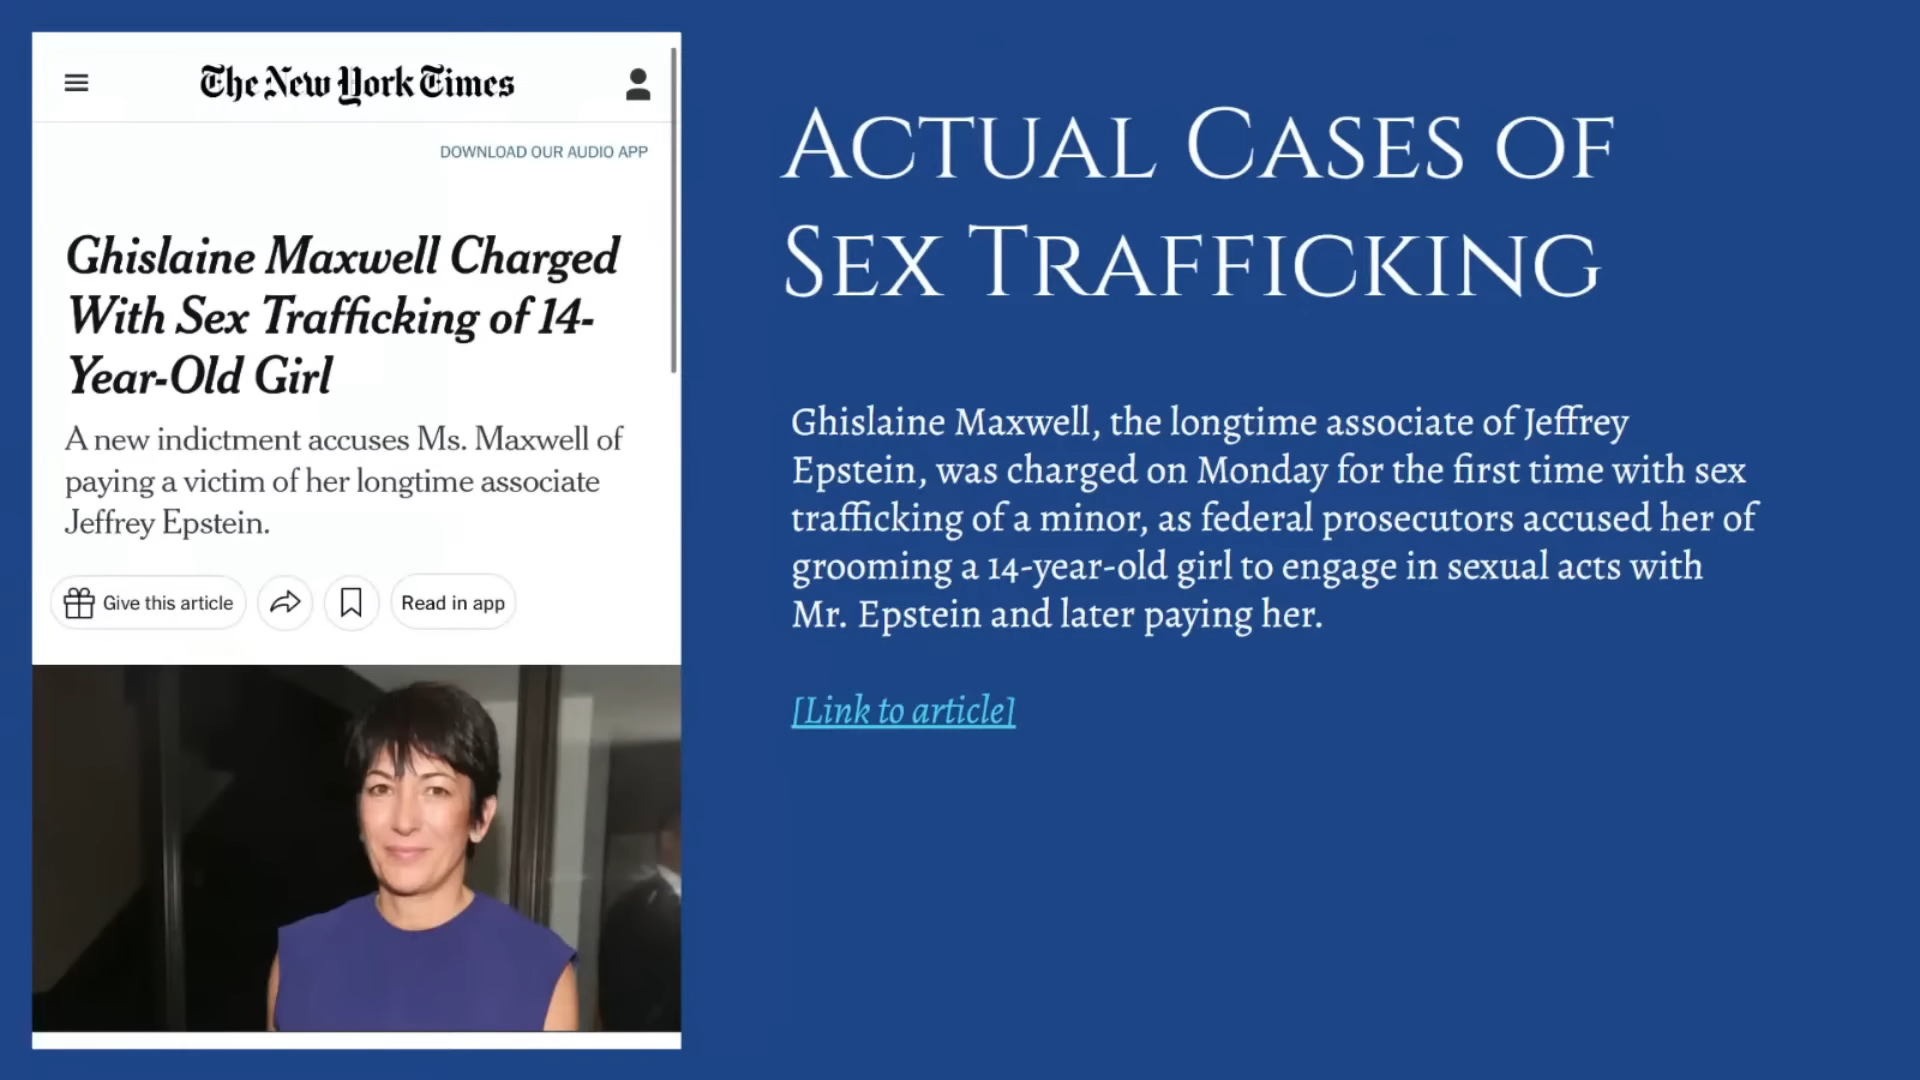 The New York Times
DOWNLOAD OUR AUDIO APP
Ghislaine Maxwell Charged
With Sex Trafficking of 14-
Year-Old Girl
A new indictment accuses Ms. Maxwell of
paying a victim of her longtime associate
Jeffrey Epstein.
Give this article
Read in app
Actual Cases of
Sex Trafficking
Ghislaine Maxwell, the longtime associate of Jeffrey
Epstein, was charged on Monday for the first time with sex
trafficking of a minor, as federal prosecutors accused her of
grooming a 14-year-old girl to engage in sexual acts with
Mr. Epstein and later paying her.
[Link to article]